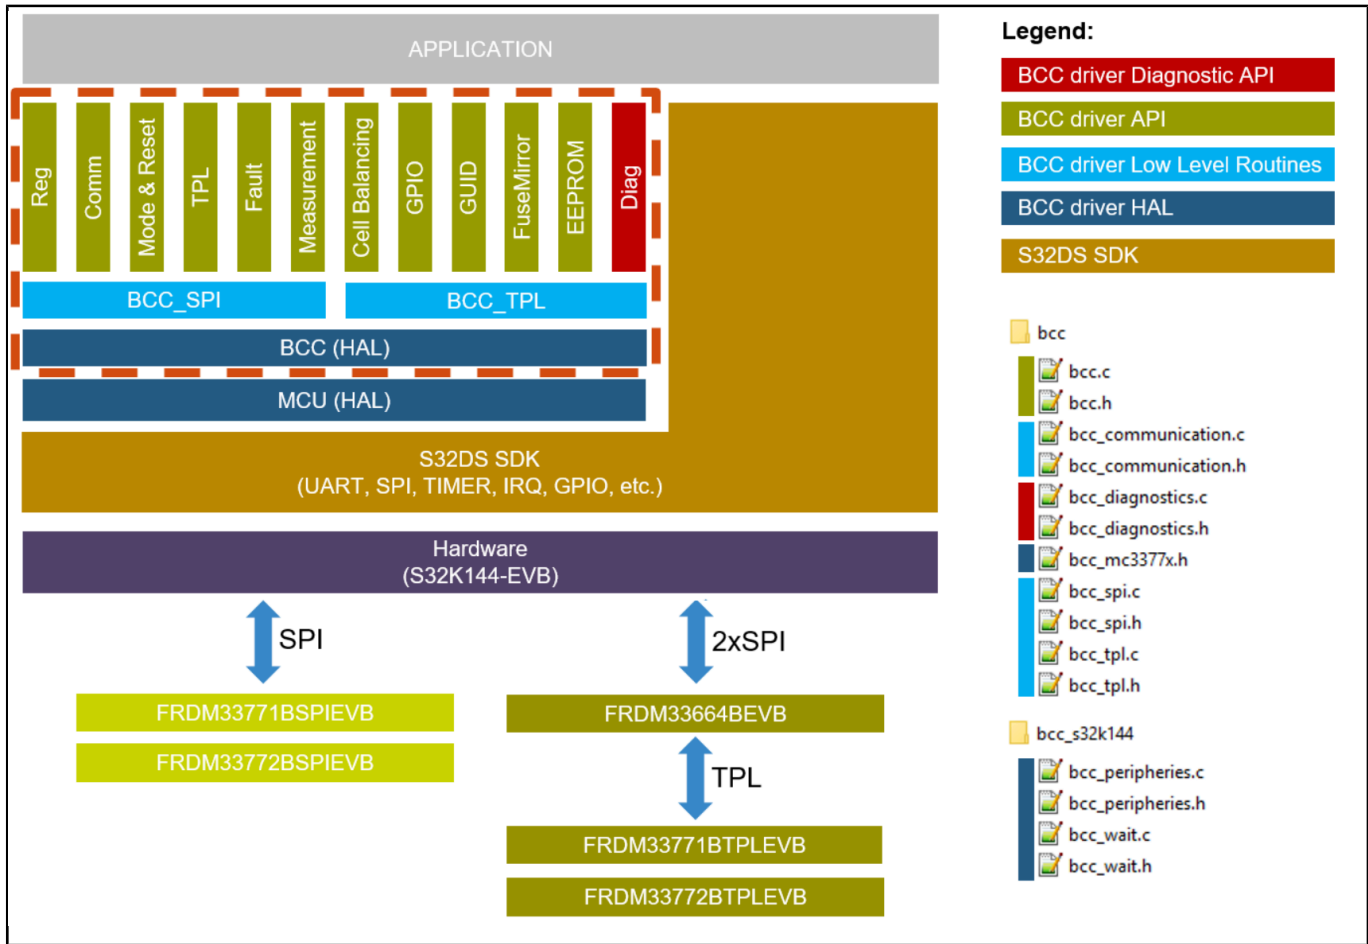 APPLICATION
Reg
Comm
Mode & Reset
TPL
Fault
Measurement
Cell Balancing
GPIO
GUID
FuseMirror
EEPROM
Diag
BCC_SPI
BCC_TPL
BCC (HAL)
MCU (HAL)
S32DS SDK
(UART, SPI, TIMER, IRQ, GPIO, etc.)
Hardware
(S32K144-EVB)
SPI
2xSPI
FRDM33771BSPIEVB
FRDM33772BSPIEVB
FRDM33664BEVB
TPL
FRDM33771BTPLEVB
FRDM33772BTPLEVB
Legend:
BCC driver Diagnostic API
BCC driver API
BCC driver Low Level Routines
BCC driver HAL
S32DS SDK
bcc
bcc.c
bcc.h
bcc_communication.c
bcc_communication.h
bcc_diagnostics.c
bcc_diagnostics.h
bcc_mc3377x.h
bcc_spi.c
bcc_spi.h
bcc_tpl.c
bcc_tpl.h
bcc_s32k144
bcc_peripheries.c
bcc_peripheries.h
bcc_wait.c
bcc_wait.h